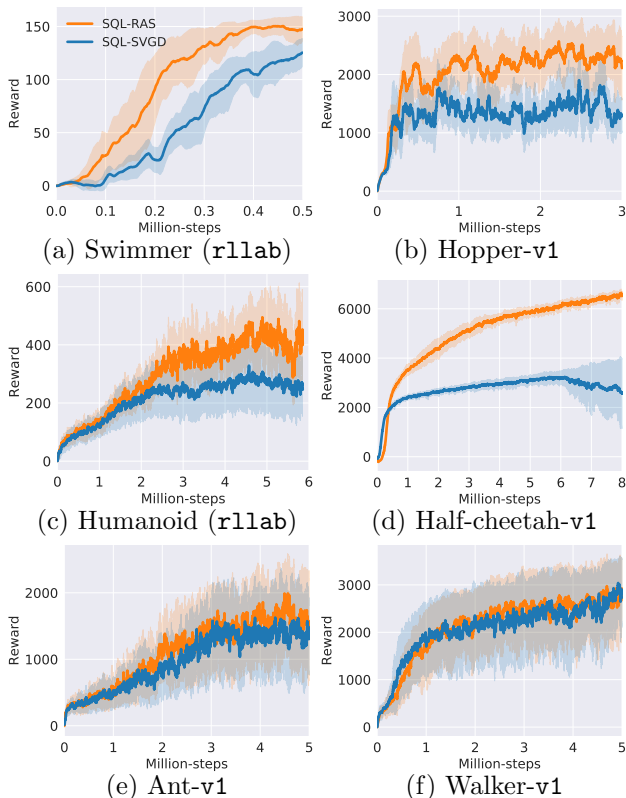 SQL-RAS
SQL-SVGD
150
100
50
0
Reward
0.0 0.1 0.2 0.3 0.4 0.5
Million-steps
(a) Swimmer (rllab)
3000
2000
1000
0
Reward
0 1 2 3
Million-steps
(b) Hopper-v1
600
400
200
0
Reward
0 1 2 3 4 5 6
Million-steps
(c) Humanoid (rllab)
6000
4000
2000
0
Reward
0 1 2 3 4 5 6 7 8
Million-steps
(d) Half-cheetah-v1
2000
1000
0
Reward
0 1 2 3 4 5
Million-steps
(e) Ant-v1
3000
2000
1000
0
Reward
0 1 2 3 4 5
Million-steps
(f) Walker-v1